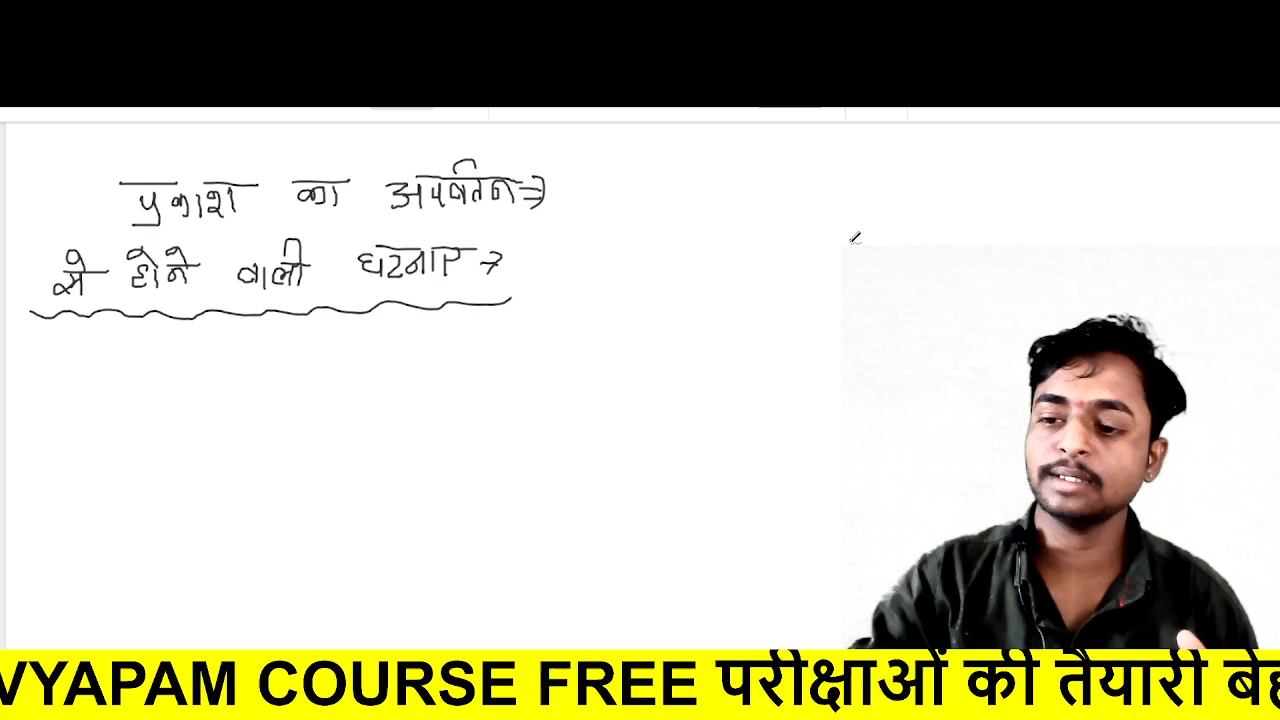 प्रकाश का अपवर्तन ⇒
से होने वाली घटनाए →
VYAPAM COURSE FREE परीक्षाओं की तैयारी बेह